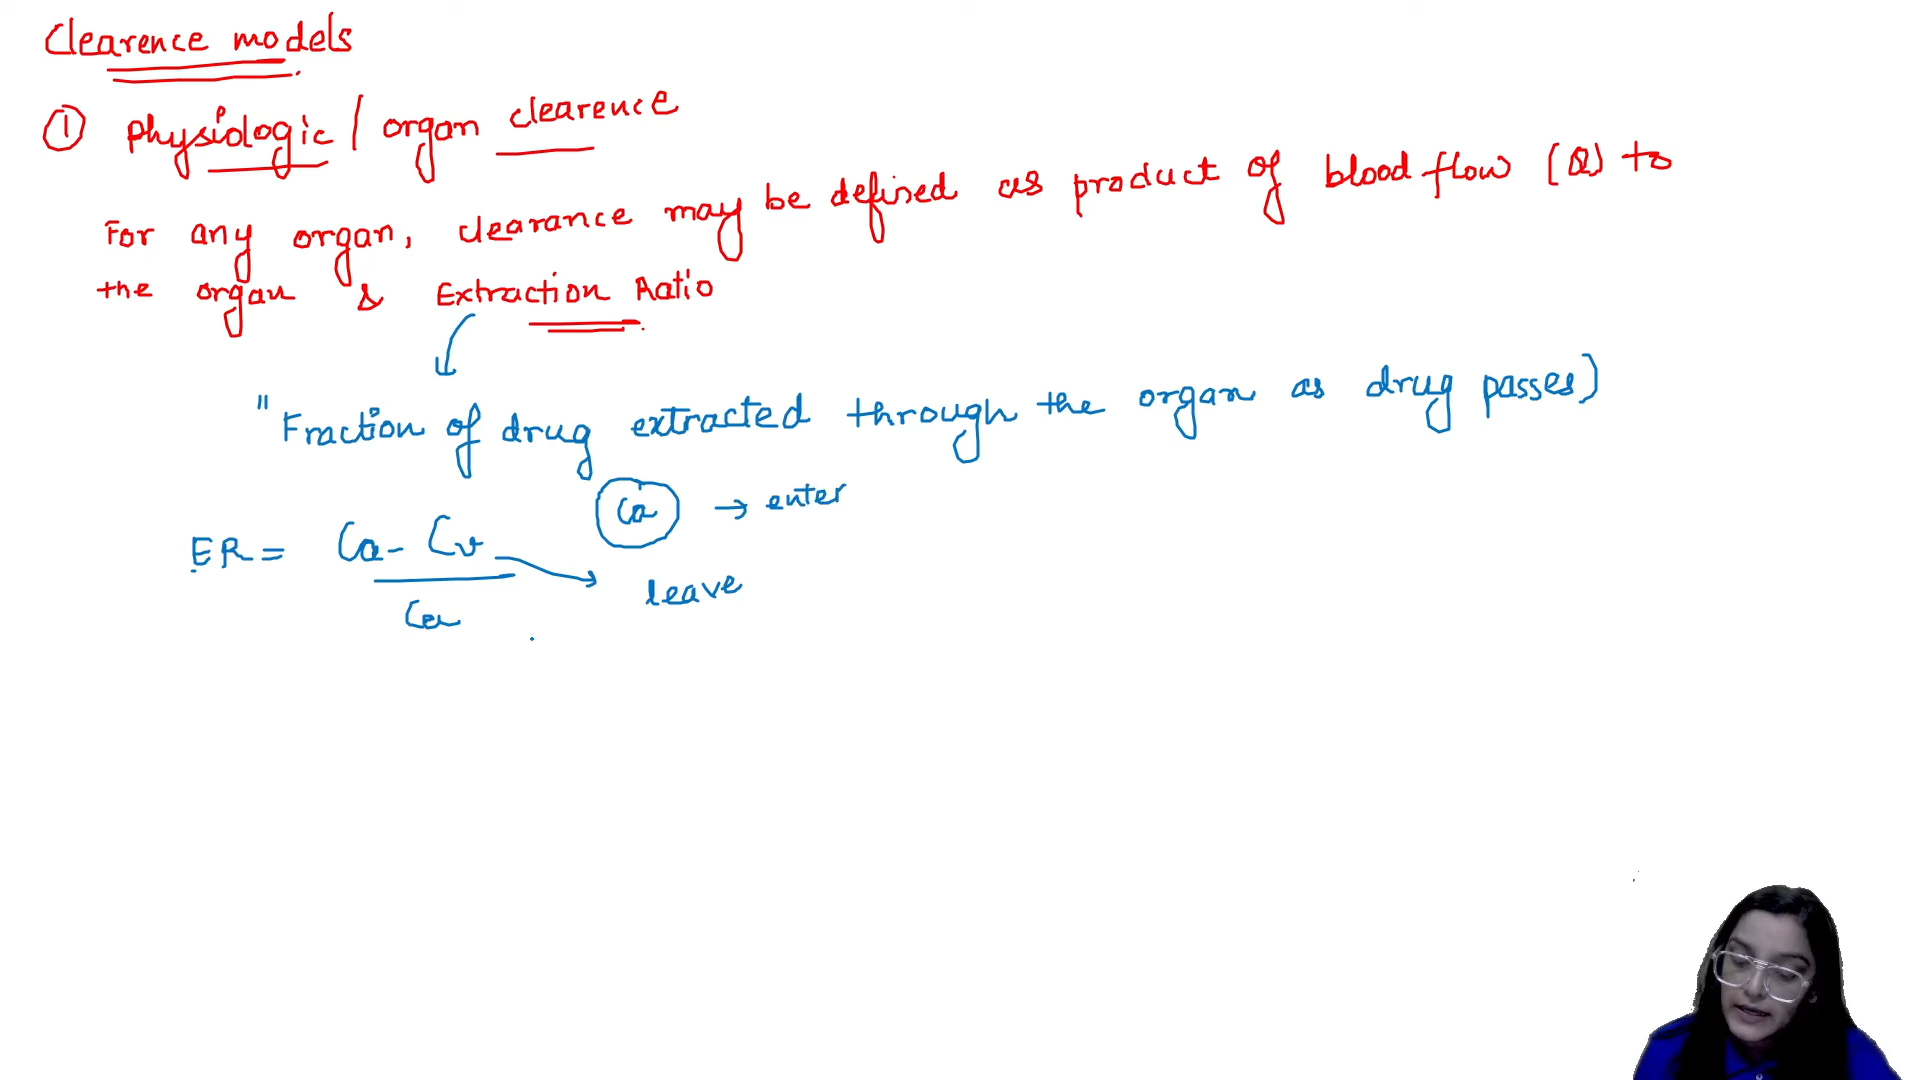 Clearence models
① Physiologic / organ clearence
For any organ, clearance may be defined as product of blood flow (Q) to
the organ & Extraction Ratio
"Fraction of drug extracted through the organ as drug passes)
Ca → enter
ER = Ca - Cv
leave
Ca